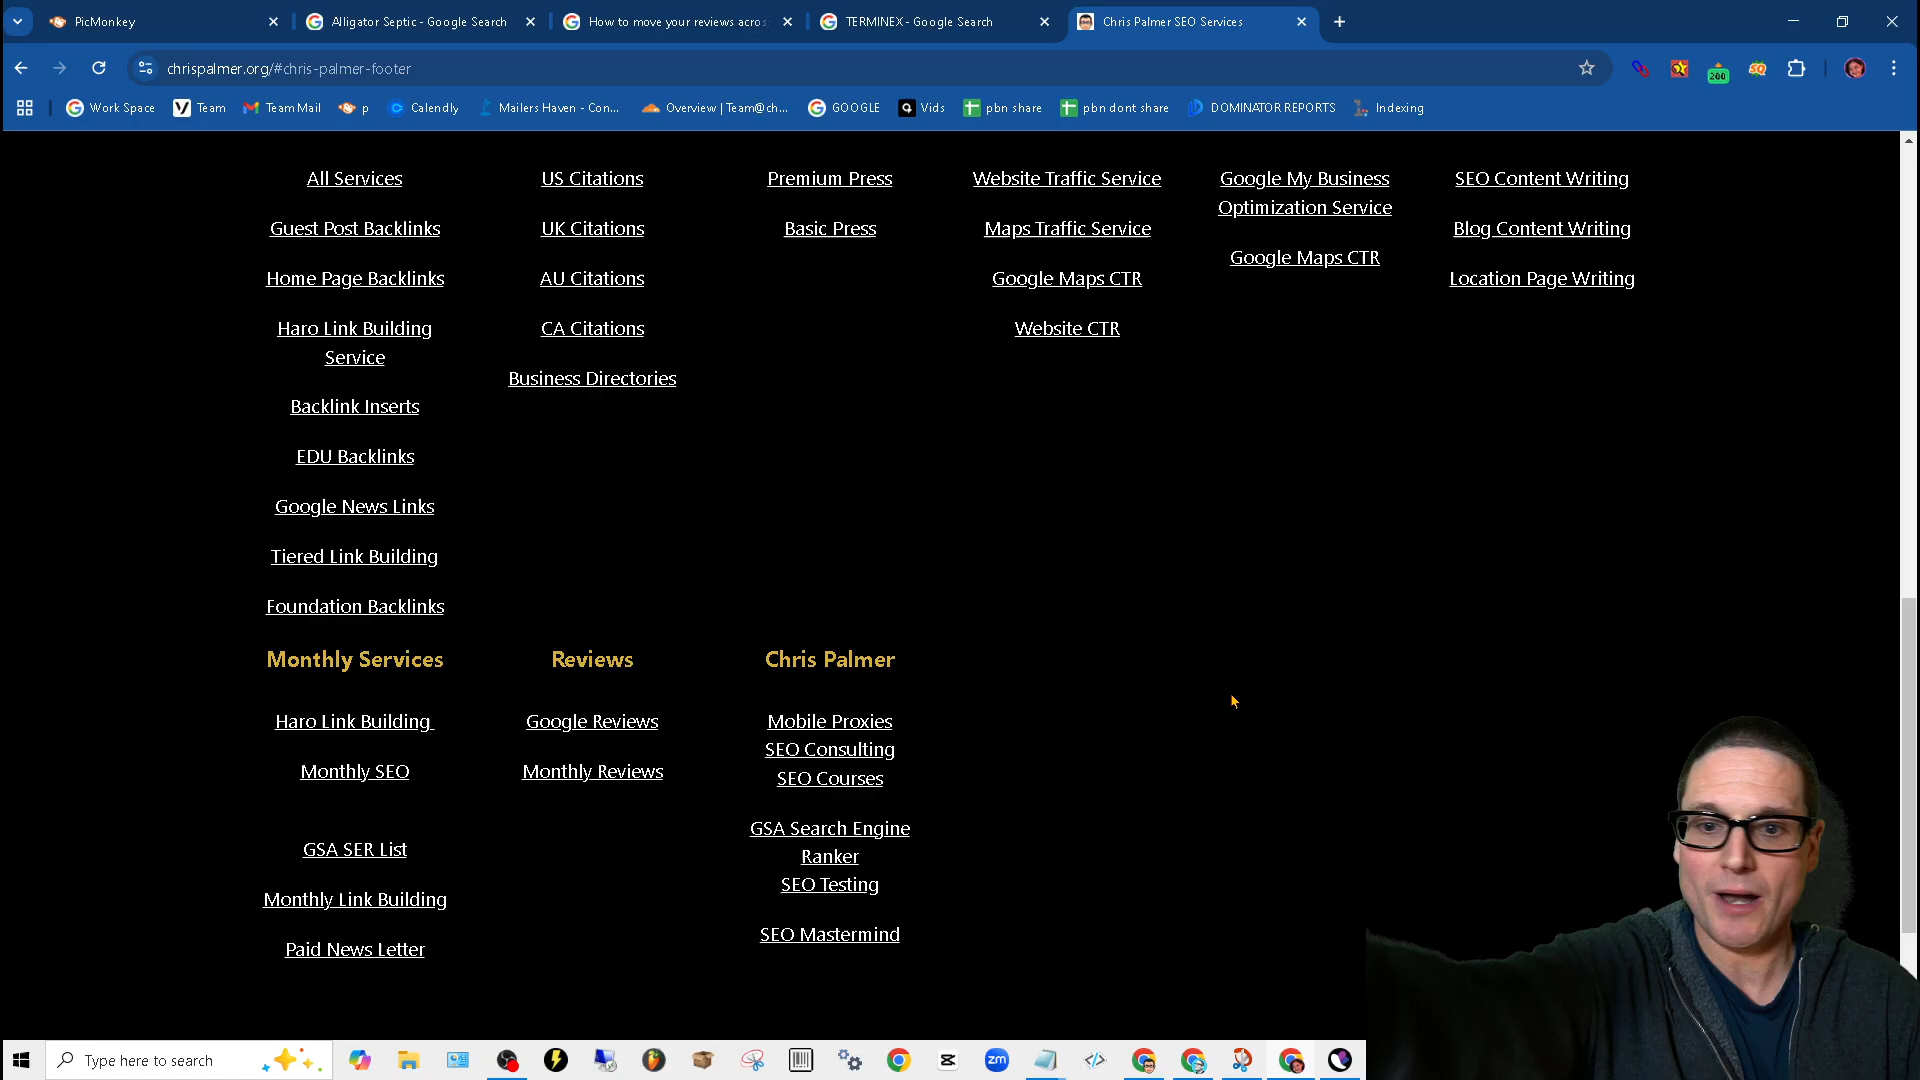 PicMonkey
Alligator Septic - Google Search
How to move your reviews acros
TERMINEX - Google Search
Chris Palmer SEO Services
chrispalmer.org/#chris-palmer-footer
200
SQ
Work Space
Team
Team Mail
p
Calendly
Mailers Haven - Con...
Overview | Team@ch...
GOOGLE
Vids
pbn share
pbn dont share
DOMINATOR REPORTS
Indexing
All Services
Guest Post Backlinks
Home Page Backlinks
Haro Link Building
Service
Backlink Inserts
EDU Backlinks
Google News Links
Tiered Link Building
Foundation Backlinks
US Citations
UK Citations
AU Citations
CA Citations
Business Directories
Premium Press
Basic Press
Website Traffic Service
Maps Traffic Service
Google Maps CTR
Website CTR
Google My Business
Optimization Service
Google Maps CTR
SEO Content Writing
Blog Content Writing
Location Page Writing
Monthly Services
Haro Link Building
Monthly SEO
GSA SER List
Monthly Link Building
Paid News Letter
Reviews
Google Reviews
Monthly Reviews
Chris Palmer
Mobile Proxies
SEO Consulting
SEO Courses
GSA Search Engine
Ranker
SEO Testing
SEO Mastermind
Type here to search
zm